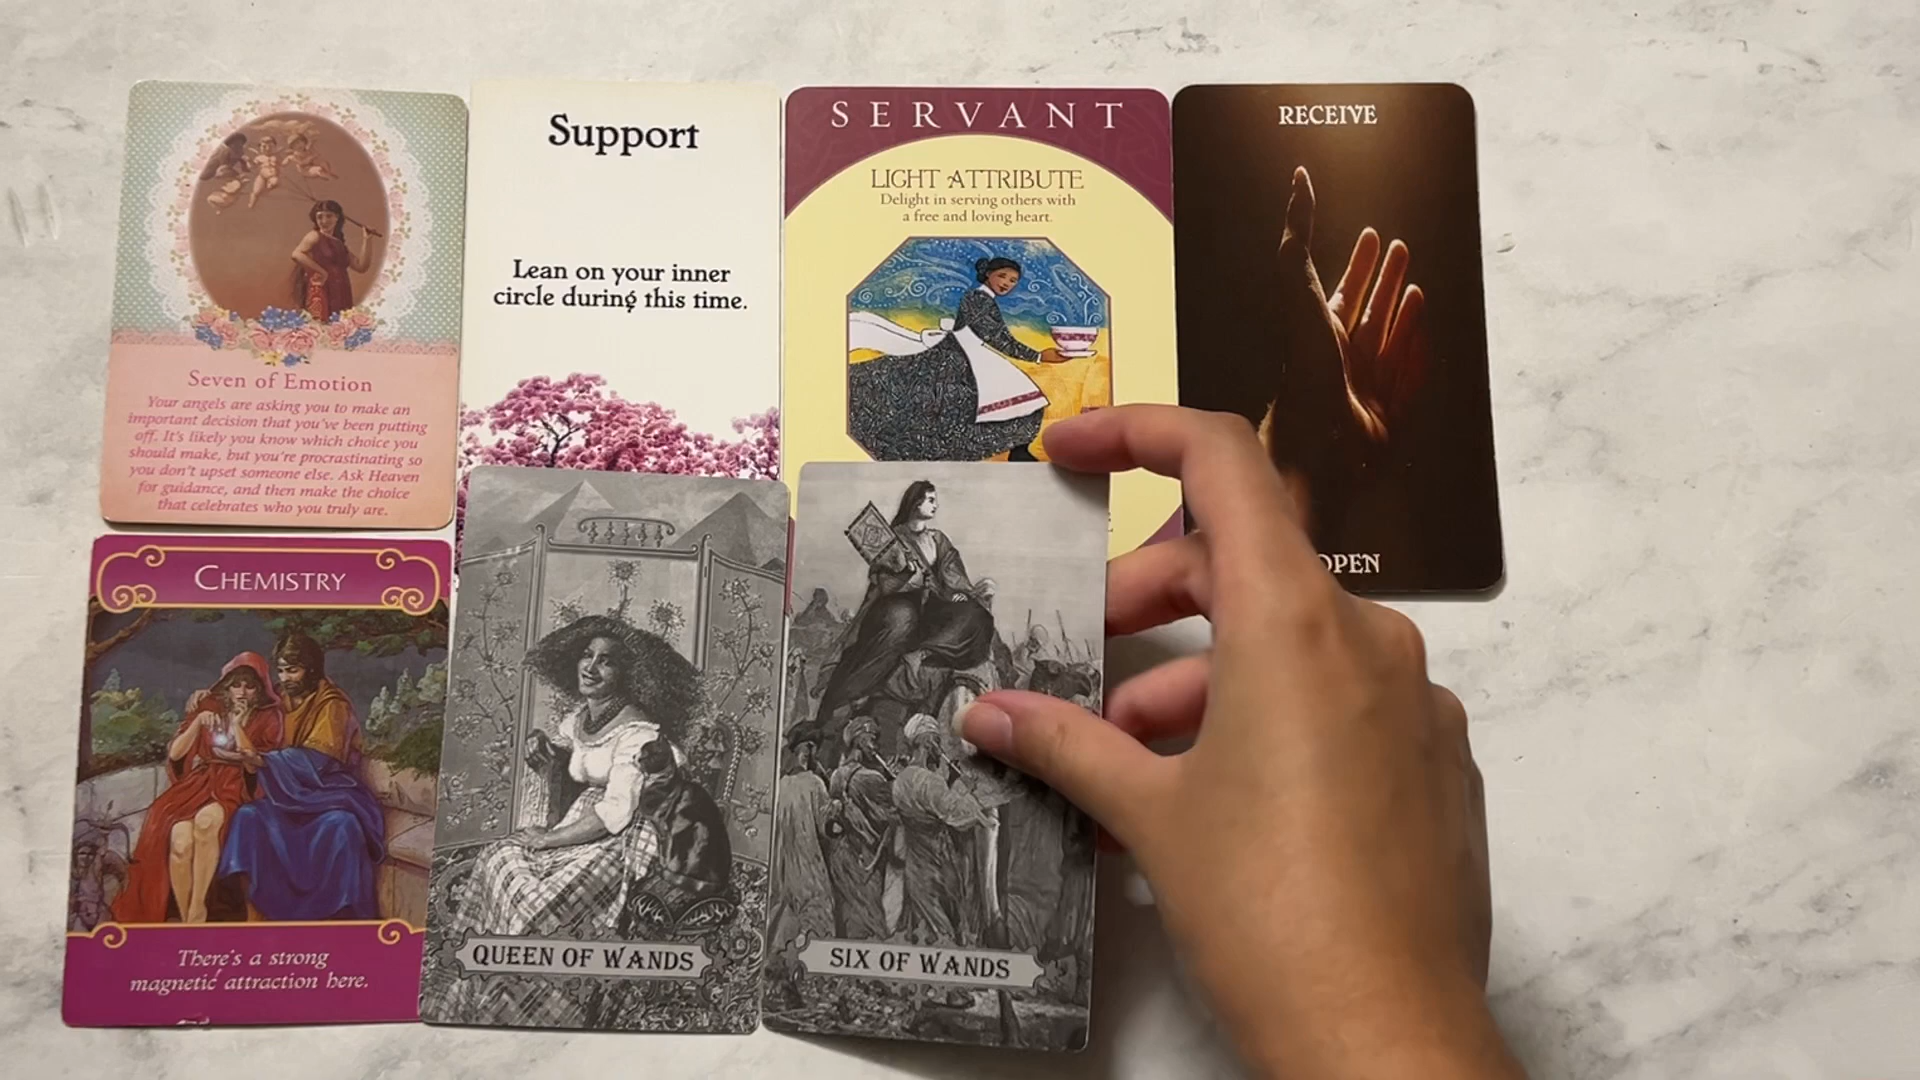 Seven of Emotion
Your angels are asking you to make an
important decision that you've been putting
off. It's likely you know which choice you
should make, but you're procrastinating so
you don't upset someone else. Ask Heaven
for guidance, and then make the choice
that celebrates who you truly are.
Support
Lean on your inner
circle during this time.
SERVANT
LIGHT ATTRIBUTE
Delight in serving others with
a free and loving heart.
RECEIVE
OPEN
CHEMISTRY
There's a strong
magnetic attraction here.
QUEEN OF WANDS
SIX OF WANDS